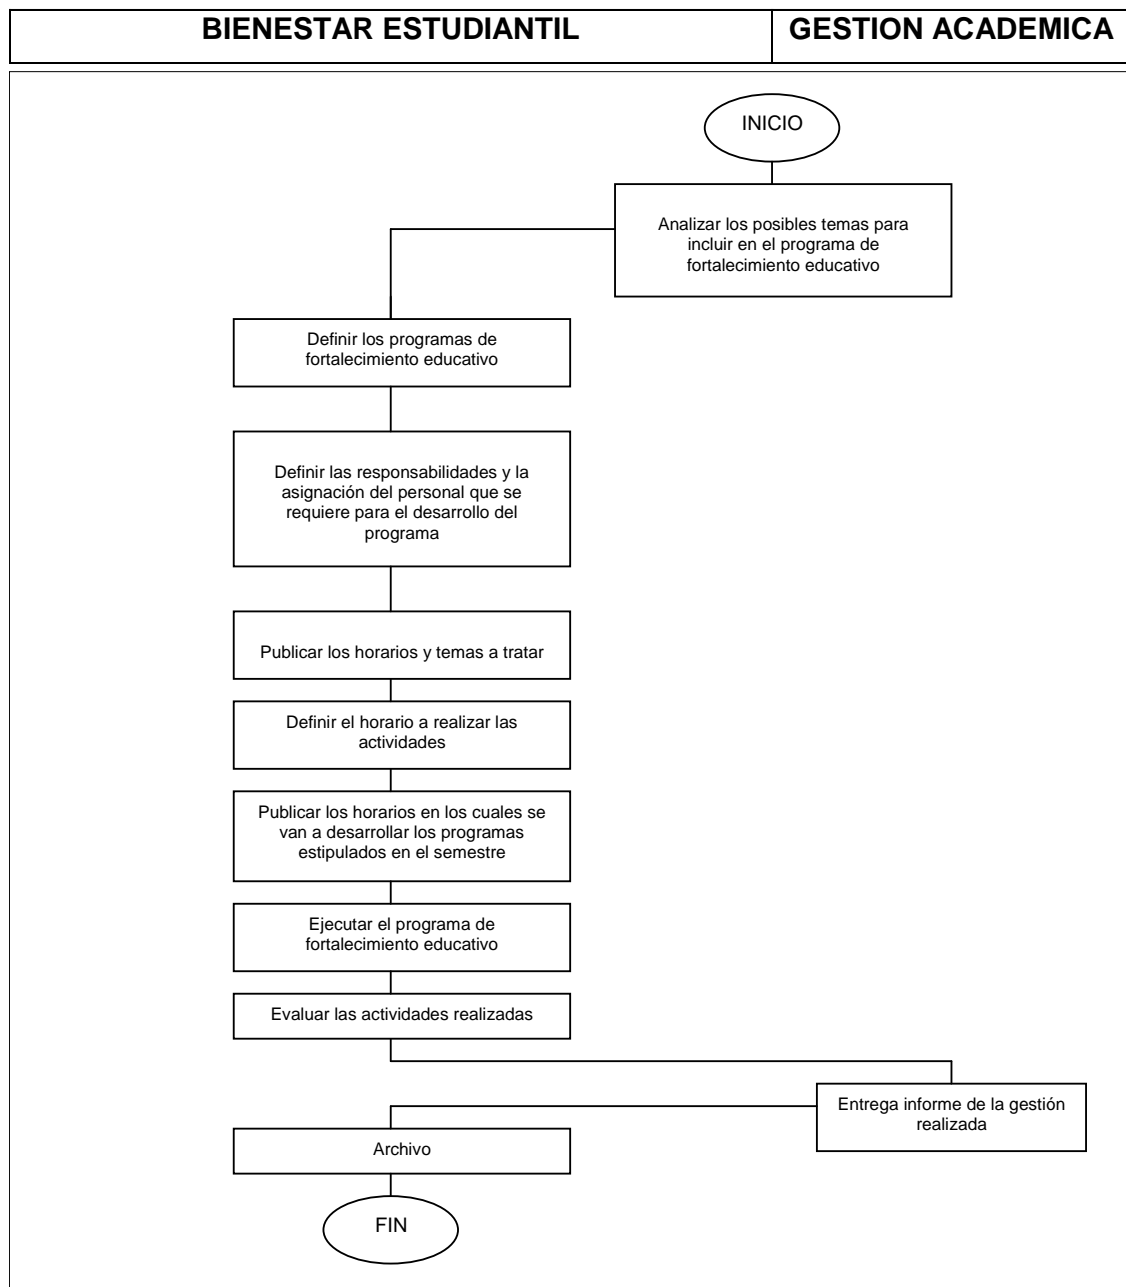 BIENESTAR ESTUDIANTIL
GESTION ACADEMICA
INICIO
Analizar los posibles temas para
incluir en el programa de
fortalecimiento educativo
Definir los programas de
fortalecimiento educativo
Definir las responsabilidades y la
asignación del personal que se
requiere para el desarrollo del
programa
Publicar los horarios y temas a tratar
Definir el horario a realizar las
actividades
Publicar los horarios en los cuales se
van a desarrollar los programas
estipulados en el semestre
Ejecutar el programa de
fortalecimiento educativo
Evaluar las actividades realizadas
Entrega informe de la gestión
realizada
Archivo
FIN